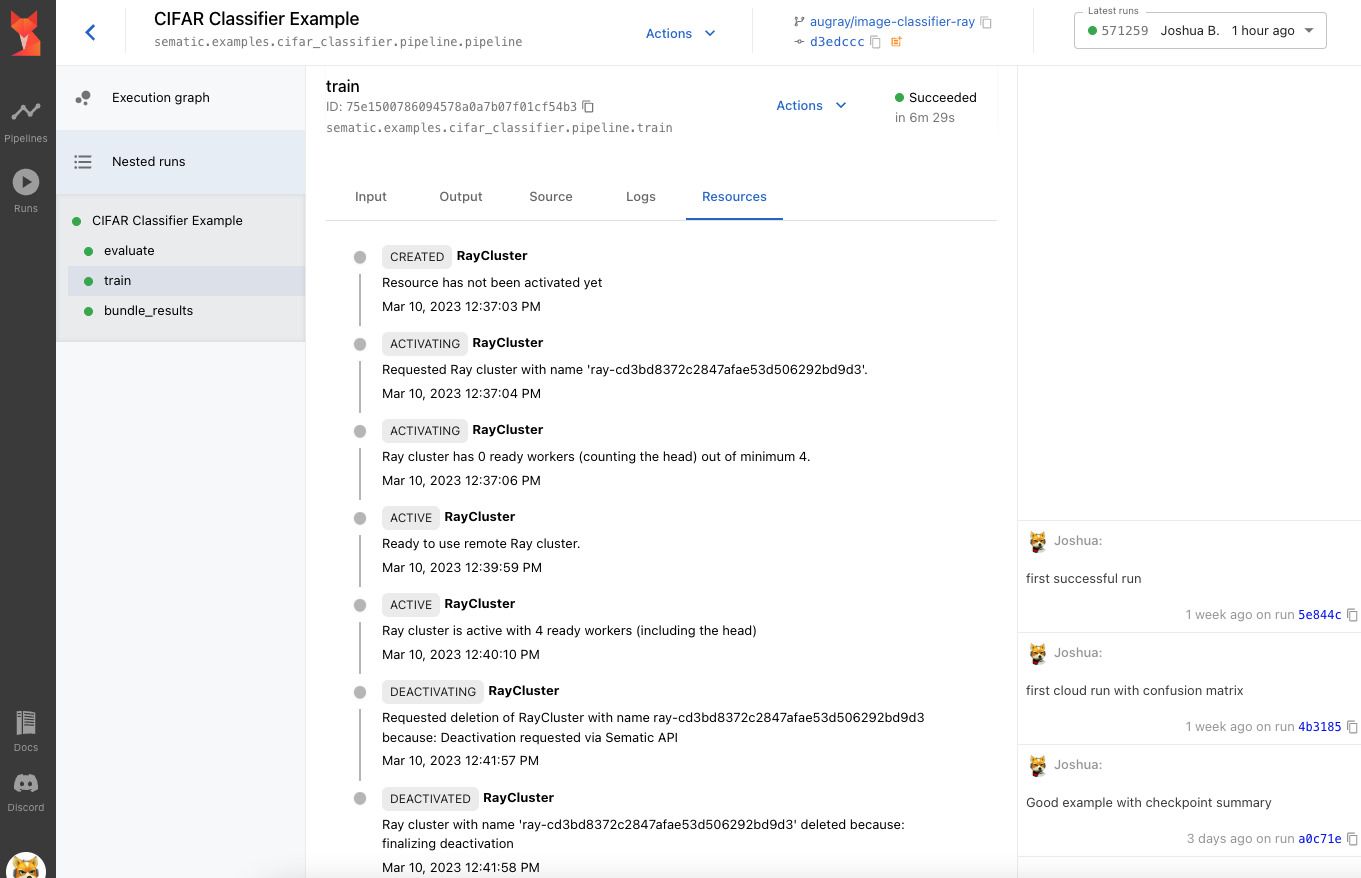 CIFAR Classifier Example
sematic.examples.cifar_classifier.pipeline.pipeline
Actions
augray/image-classifier-ray
d3edccc
Latest runs
571259 Joshua B. 1 hour ago
Pipelines
Runs
Docs
Discord
Execution graph
Nested runs
CIFAR Classifier Example
evaluate
train
bundle_results
train
ID: 75e1500786094578a0a7b07f01cf54b3
sematic.examples.cifar_classifier.pipeline.train
Actions
Succeeded
in 6m 29s
Input Output Source Logs Resources
CREATED RayCluster
Resource has not been activated yet
Mar 10, 2023 12:37:03 PM
ACTIVATING RayCluster
Requested Ray cluster with name 'ray-cd3bd8372c2847afae53d506292bd9d3'.
Mar 10, 2023 12:37:04 PM
ACTIVATING RayCluster
Ray cluster has 0 ready workers (counting the head) out of minimum 4.
Mar 10, 2023 12:37:06 PM
ACTIVE RayCluster
Ready to use remote Ray cluster.
Mar 10, 2023 12:39:59 PM
ACTIVE RayCluster
Ray cluster is active with 4 ready workers (including the head)
Mar 10, 2023 12:40:10 PM
DEACTIVATING RayCluster
Requested deletion of RayCluster with name ray-cd3bd8372c2847afae53d506292bd9d3
because: Deactivation requested via Sematic API
Mar 10, 2023 12:41:57 PM
DEACTIVATED RayCluster
Ray cluster with name 'ray-cd3bd8372c2847afae53d506292bd9d3' deleted because:
finalizing deactivation
Mar 10, 2023 12:41:58 PM
Joshua:
first successful run
1 week ago on run 5e844c
Joshua:
first cloud run with confusion matrix
1 week ago on run 4b3185
Joshua:
Good example with checkpoint summary
3 days ago on run a0c71e